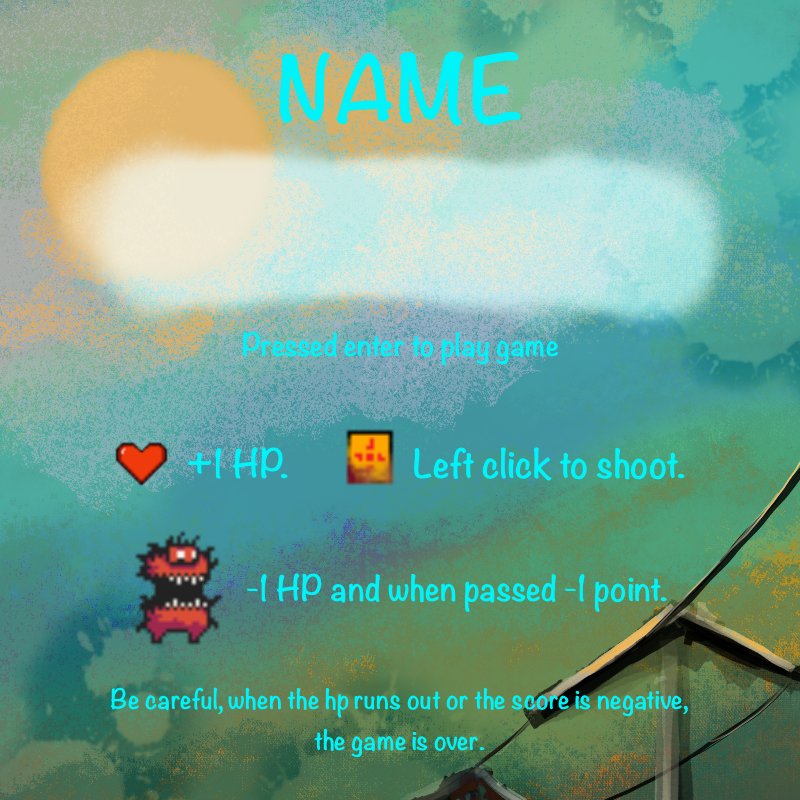 NAME
Pressed enter to play game
+1 HP. Left click to shoot.
-1 HP and when passed -1 point.
Be careful, when the hp runs out or the score is negative,
the game is over.